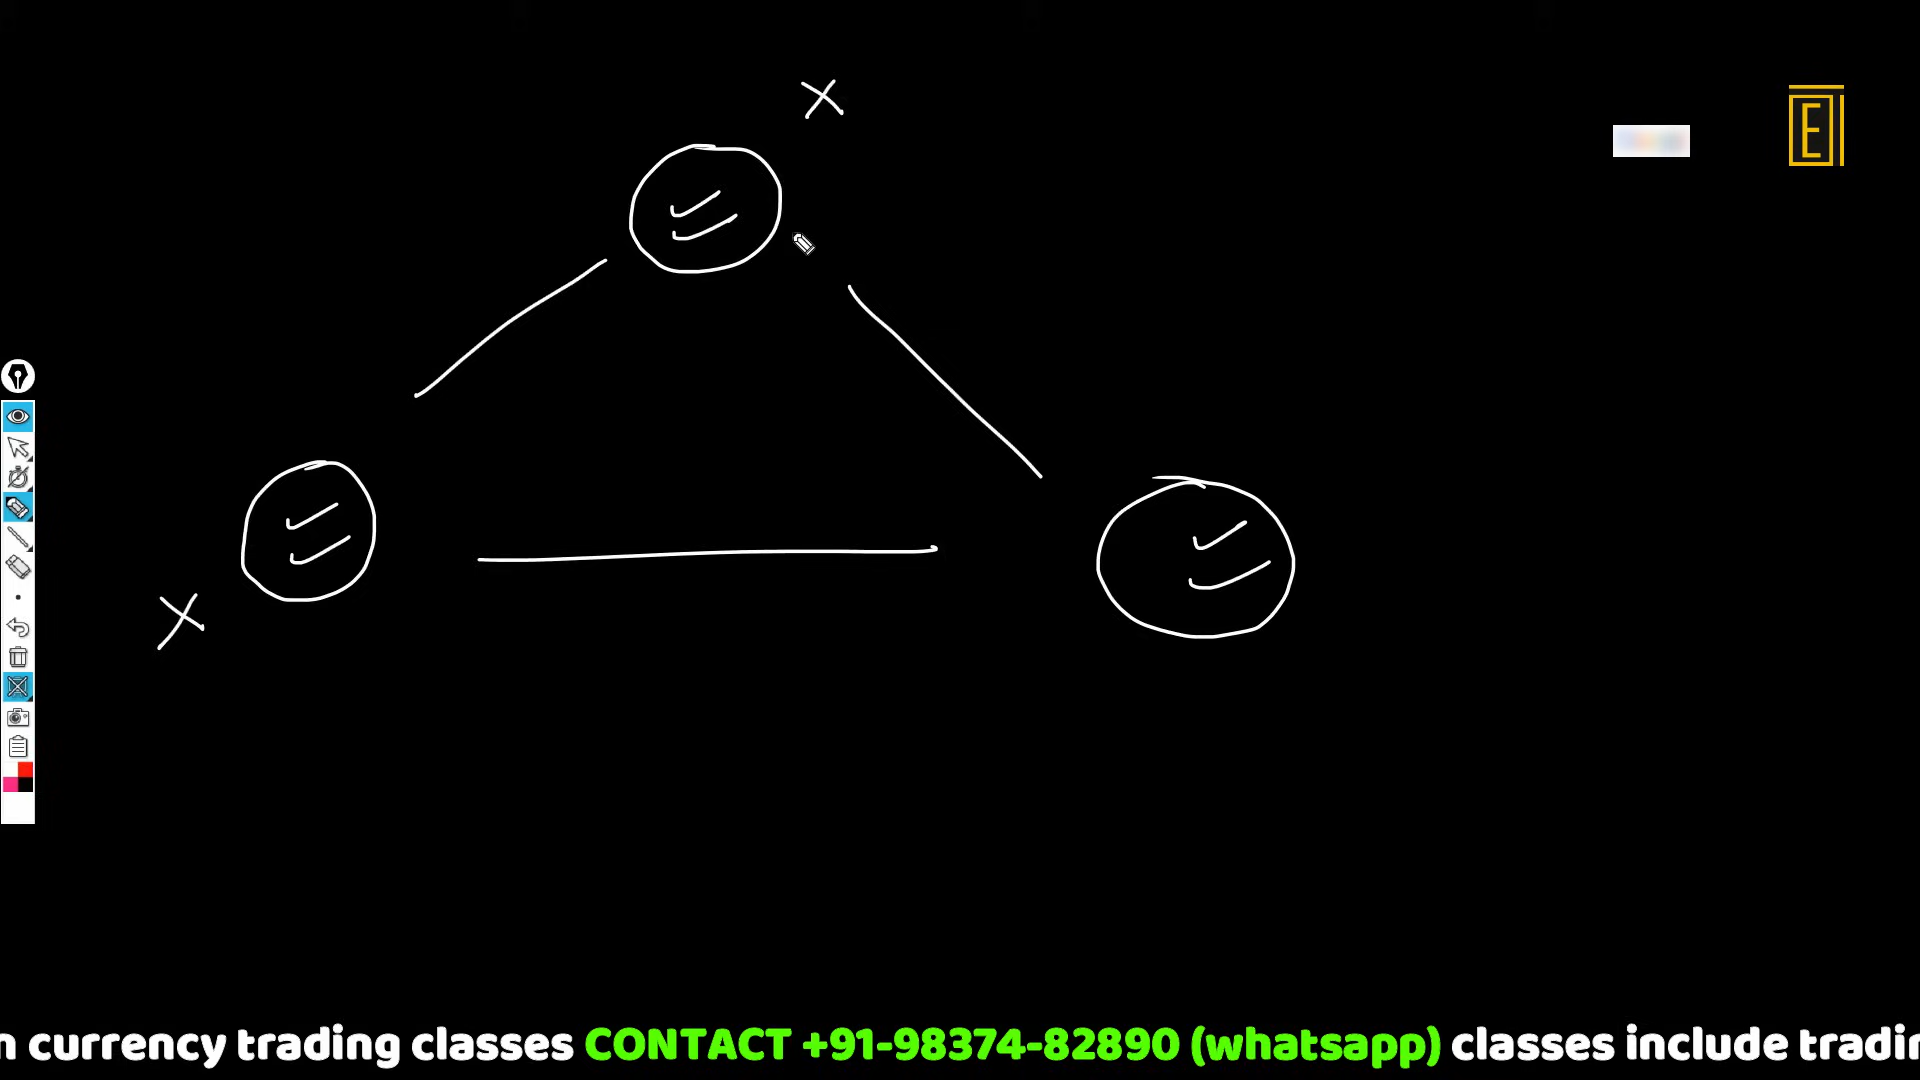 X
E
X
n currency trading classes CONTACT +91-98374-82890 (whatsapp) classes include tradin